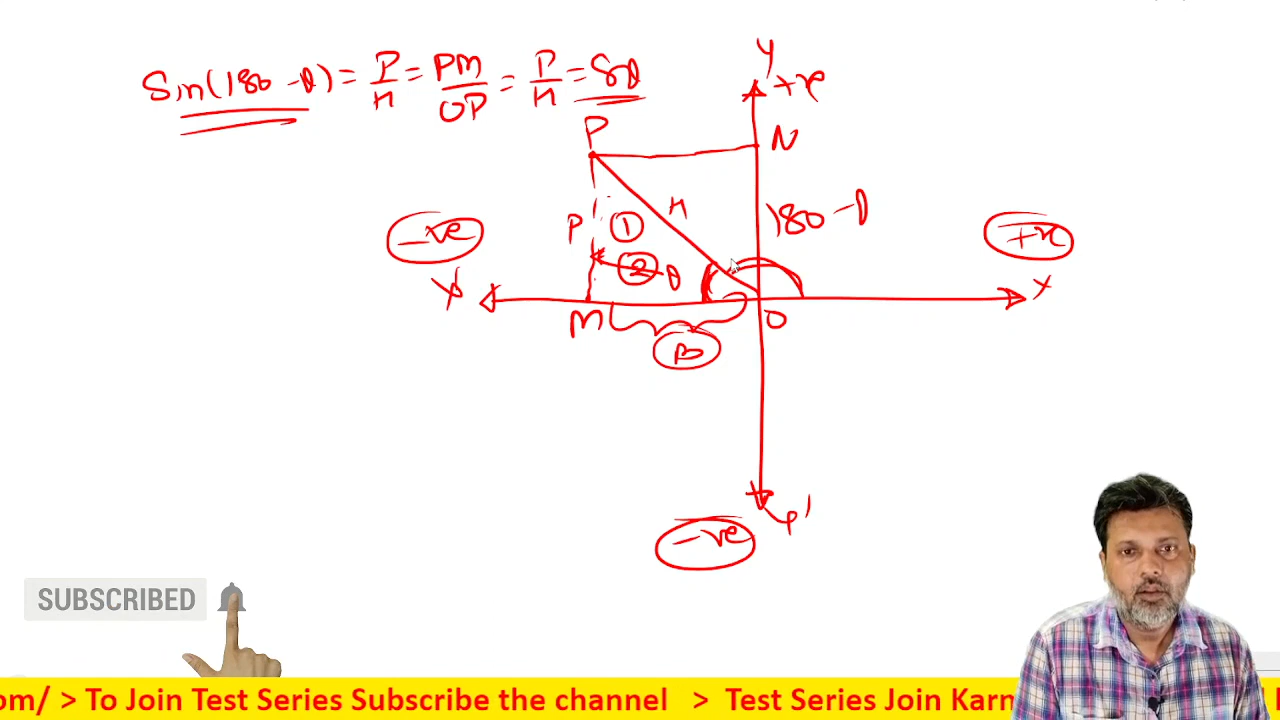 Sin(180 - θ) = P/H = PM/OP = P/H = Sθ
y
+ve
P
N
P
①
H
180 - θ
-ve
+ve
②
θ
x'
x
M
O
B
y'
-ve
SUBSCRIBED
om/ > To Join Test Series Subscribe the channel > Test Series Join Karn